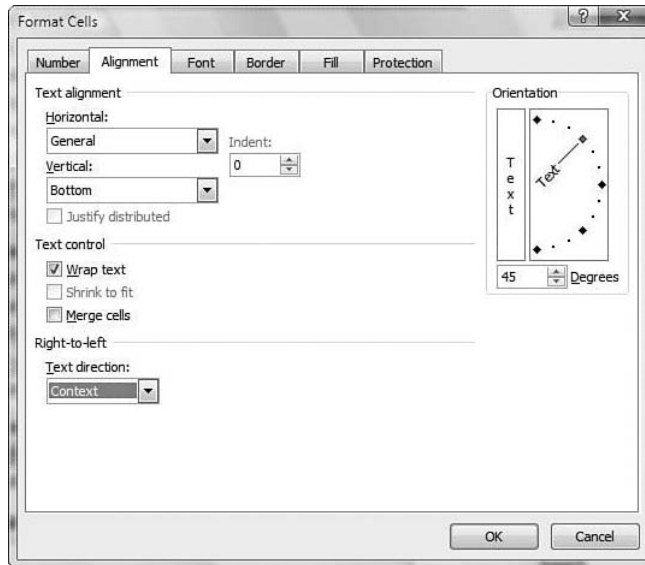 Format Cells
Number Alignment Font Border Fill Protection
Text alignment
Horizontal:
General
Indent:
Vertical:
0
Bottom
Justify distributed
Text control
Wrap text
Shrink to fit
Merge cells
Right-to-left
Text direction:
Context
Orientation
Text
Text
45 Degrees
OK Cancel